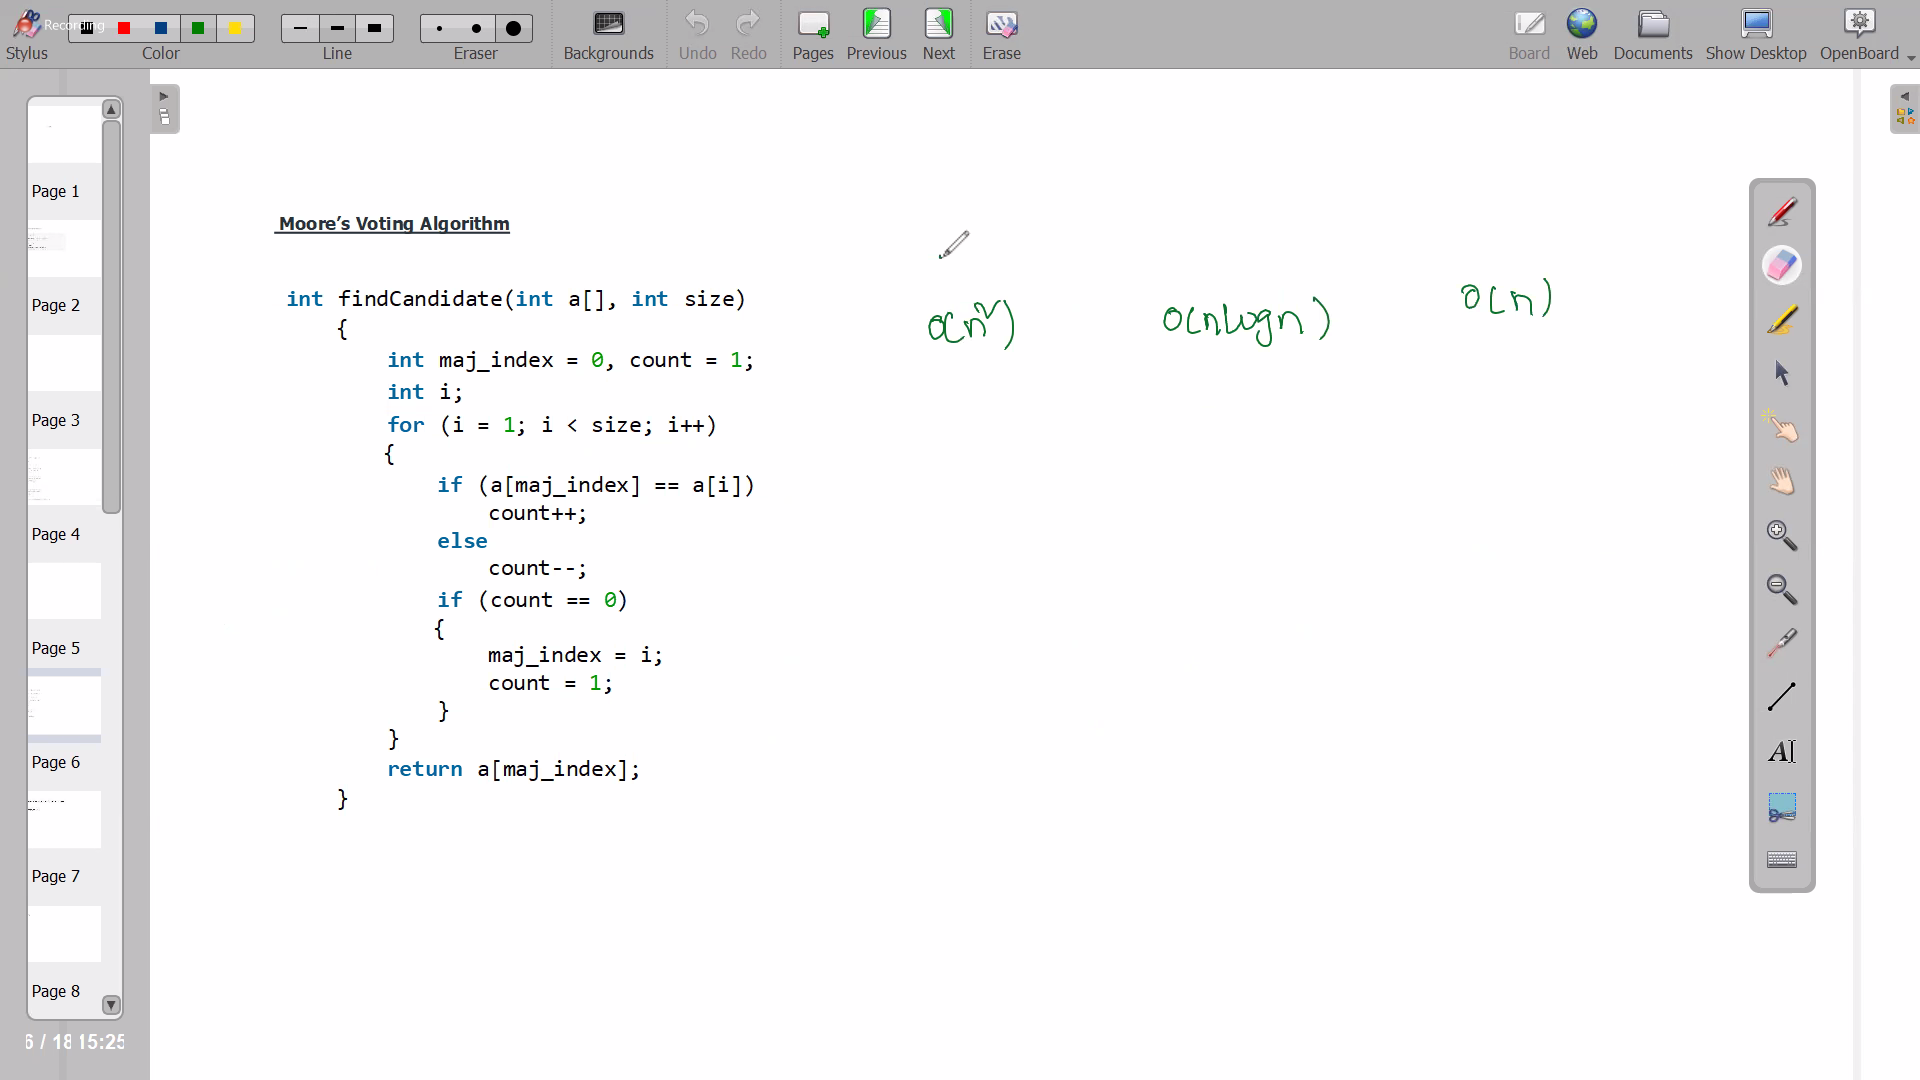 Recording
Stylus
Color
Line
Eraser
Backgrounds
Undo
Redo
Pages
Previous
Next
Erase
Board
Web
Documents
Show Desktop
OpenBoard
Page 1
Page 2
Page 3
Page 4
Page 5
Page 6
Page 7
Page 8
6 / 18 15:25
Moore’s Voting Algorithm
int findCandidate(int a[], int size)
{
int maj_index = 0, count = 1;
int i;
for (i = 1; i < size; i++)
{
if (a[maj_index] == a[i])
count++;
else
count--;
if (count == 0)
{
maj_index = i;
count = 1;
}
}
return a[maj_index];
}
O(n²)
O(nlogn)
O(n)